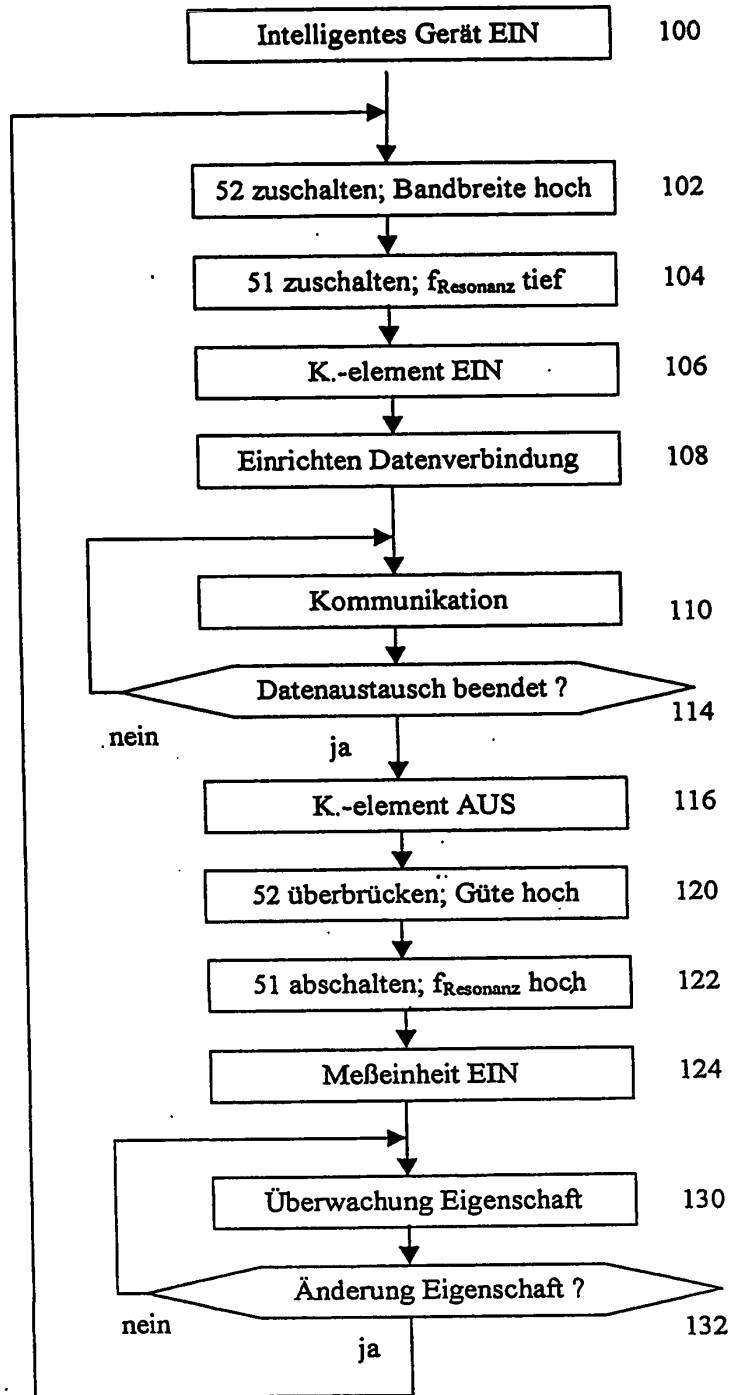 Intelligentes Gerät EIN 100
52 zuschalten; Bandbreite hoch 102
51 zuschalten; fResonanz tief 104
K.-element EIN 106
Einrichten Datenverbindung 108
Kommunikation 110
Datenaustausch beendet ? 114
nein
ja
K.-element AUS 116
52 überbrücken; Güte hoch 120
51 abschalten; fResonanz hoch 122
Meßeinheit EIN 124
Überwachung Eigenschaft 130
Änderung Eigenschaft ? 132
nein
ja